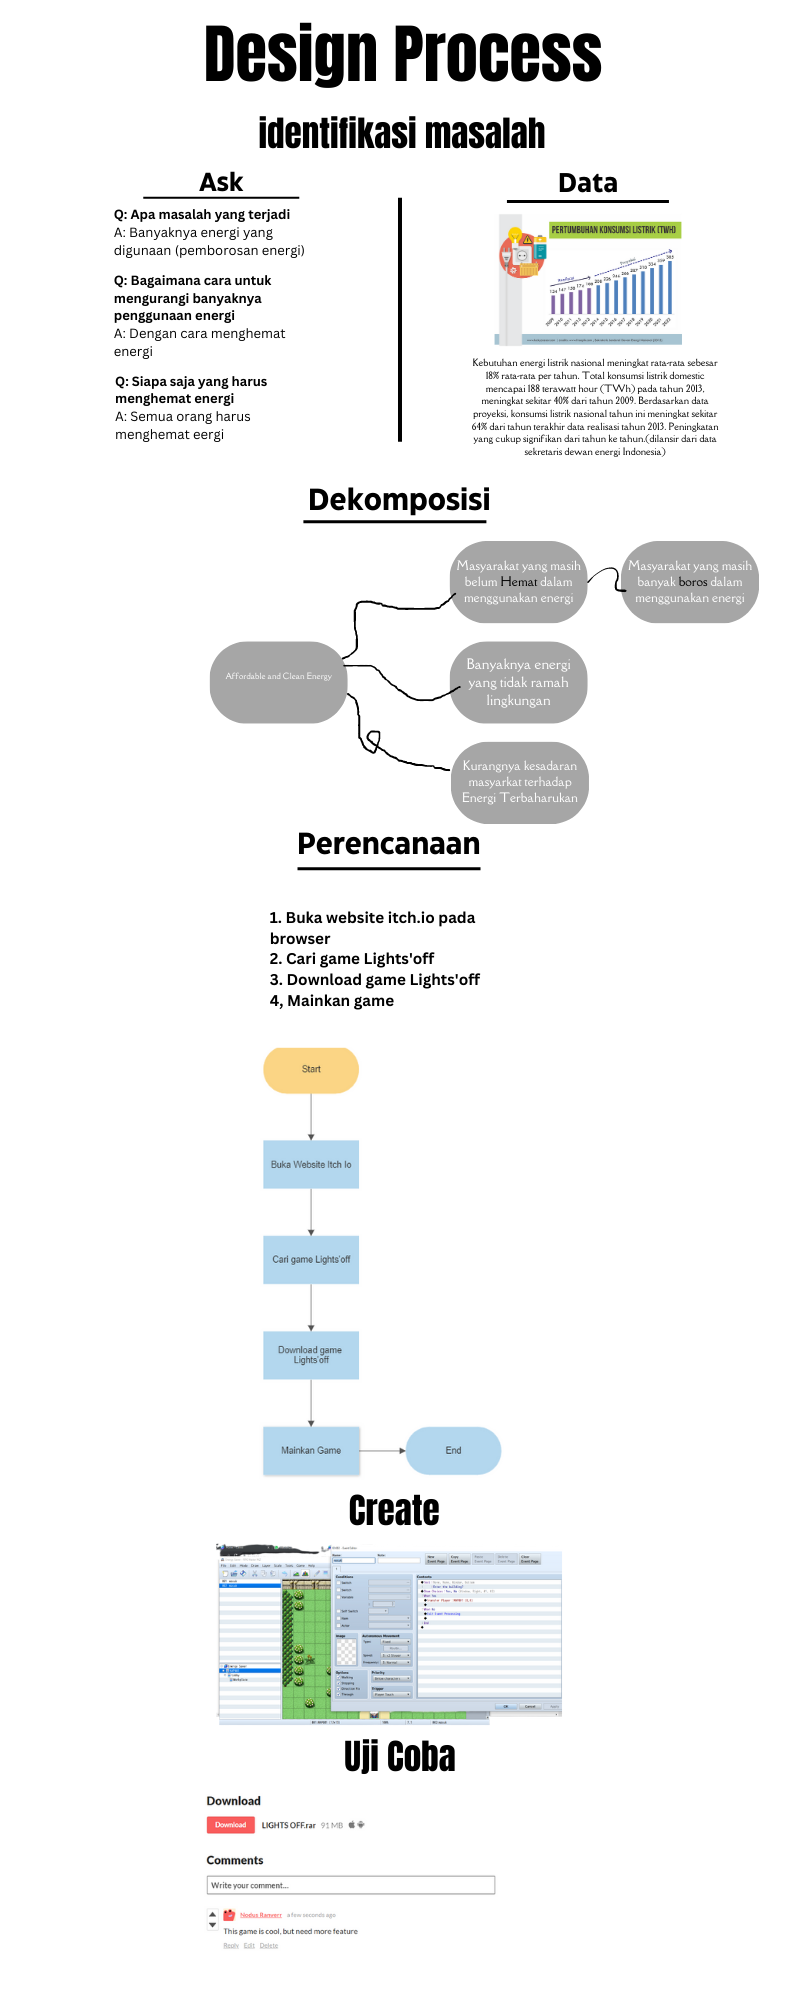 Design Process
identifikasi masalah
Ask
Q: Apa masalah yang terjadi
A: Banyaknya energi yang
digunaan (pemborosan energi)
Q: Bagaimana cara untuk
mengurangi banyaknya
penggunaan energi
A: Dengan cara menghemat
energi
Q: Siapa saja yang harus
menghemat energi
A: Semua orang harus
menghemat eergi
Data
PERTUMBUHAN KONSUMSI LISTRIK (TWH)
Kebutuhan energi listrik nasional meningkat rata-rata sebesar
18% rata-rata per tahun. Total konsumsi listrik domestic
mencapai 188 terawatt hour (TWh) pada tahun 2013,
meningkat sekitar 40% dari tahun 2009. Berdasarkan data
proyeksi, konsumsi listrik nasional tahun ini meningkat sekitar
64% dari tahun terakhir data realisasi tahun 2013. Peningkatan
yang cukup signifikan dari tahun ke tahun.(dilansir dari data
sekretaris dewan energi Indonesia)
Dekomposisi
Affordable and Clean Energy
Masyarakat yang masih
belum Hemat dalam
menggunakan energi
Masyarakat yang masih
banyak boros dalam
menggunakan energi
Banyaknya energi
yang tidak ramah
lingkungan
Kurangnya kesadaran
masyarkat terhadap
Energi Terbaharukan
Perencanaan
1. Buka website itch.io pada
browser
2. Cari game Lights'off
3. Download game Lights'off
4, Mainkan game
Start
Buka Website Itch Io
Cari game Lights'off
Download game
Lights'off
Mainkan Game
End
Create
Uji Coba
Download
Download LIGHTS OFF.rar 91 MB
Comments
Write your comment...
Nodus Ranverr a few seconds ago
This game is cool, but need more feature
Reply Edit Delete